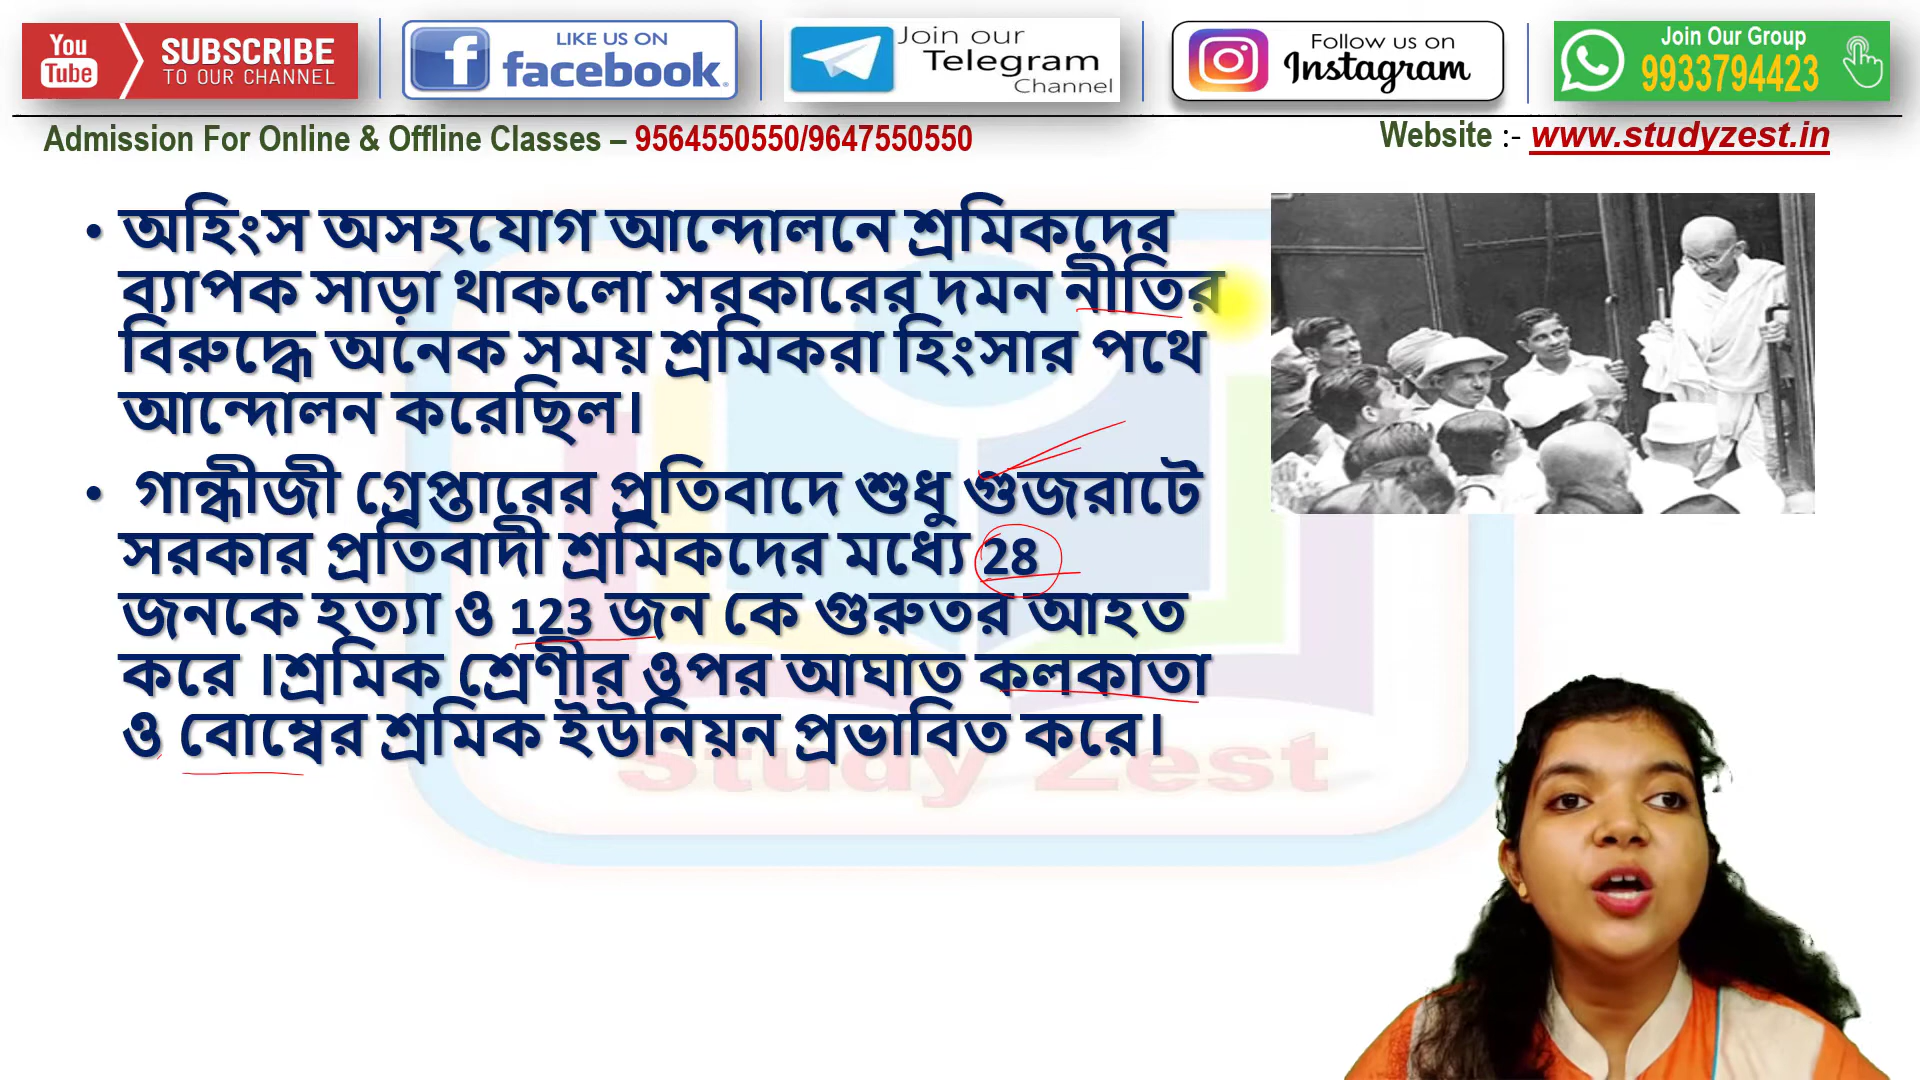 You Tube SUBSCRIBE TO OUR CHANNEL
LIKE US ON facebook.
Join our Telegram Channel
Follow us on Instagram
Join Our Group 9933794423
Admission For Online & Offline Classes – 9564550550/9647550550
Website :- www.studyzest.in
• অহিংস অসহযোগ আন্দোলনে শ্রমিকদের
ব্যাপক সাড়া থাকলো সরকারের দমন নীতির
বিরুদ্ধে অনেক সময় শ্রমিকরা হিংসার পথে
আন্দোলন করেছিল।
• গান্ধীজী গ্রেপ্তারের প্রতিবাদে শুধু গুজরাটে
সরকার প্রতিবাদী শ্রমিকদের মধ্যে 28
জনকে হত্যা ও 123 জন কে গুরুতর আহত
করে ।শ্রমিক শ্রেণীর ওপর আঘাত কলকাতা
ও বোম্বের শ্রমিক ইউনিয়ন প্রভাবিত করে।
Study Zest